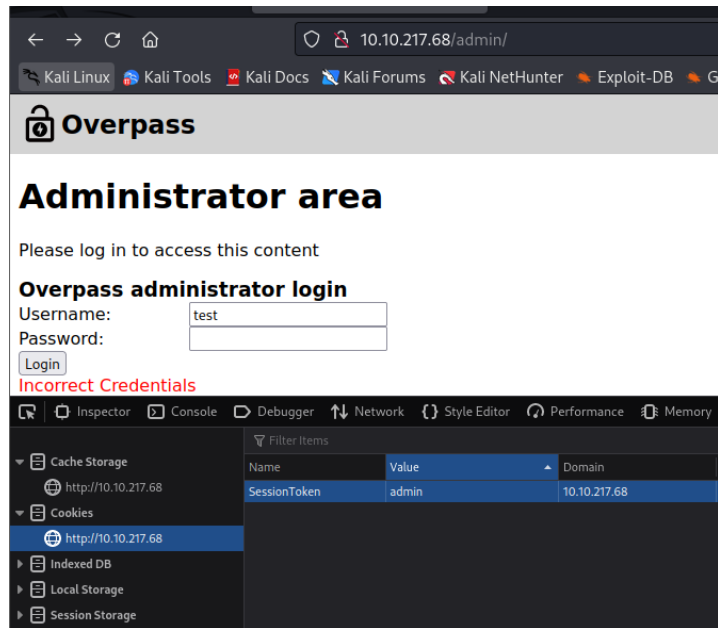 10.10.217.68/admin/
Kali Linux Kali Tools Kali Docs Kali Forums Kali NetHunter Exploit-DB G
Overpass
Administrator area
Please log in to access this content
Overpass administrator login
Username: test
Password:
Login
Incorrect Credentials
Inspector Console Debugger Network {} Style Editor Performance Memory
Filter Items
Cache Storage Name Value Domain
http://10.10.217.68 SessionToken admin 10.10.217.68
Cookies
http://10.10.217.68
Indexed DB
Local Storage
Session Storage